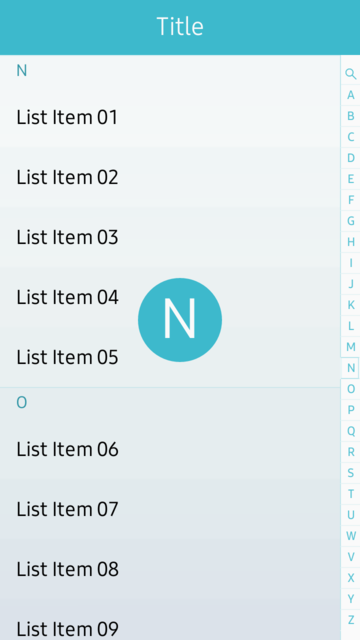 Title
N
List Item 01
List Item 02
List Item 03
List Item 04
N
List Item 05
O
List Item 06
List Item 07
List Item 08
List Item 09
A
B
C
D
E
F
G
H
I
J
K
L
M
N
O
P
Q
R
S
T
U
W
V
X
Y
Z